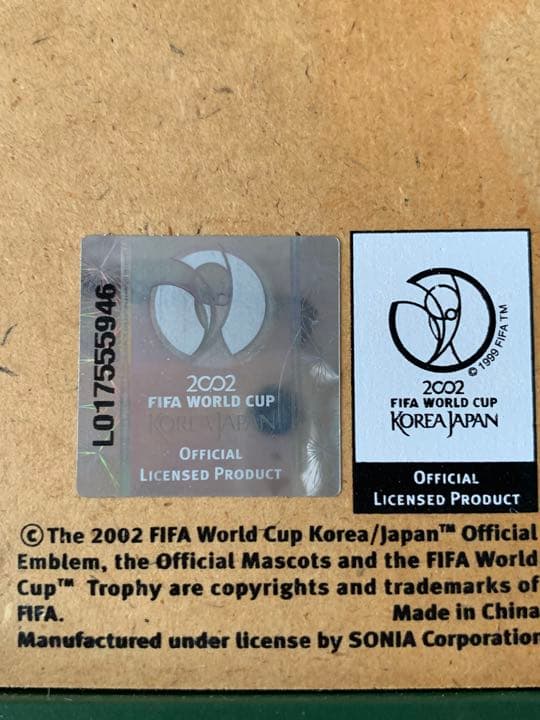 L017555946
2002
FIFA WORLD CUP
KOREA JAPAN
OFFICIAL
LICENSED PRODUCT
© 1999 FIFA TM
2002
FIFA WORLD CUP
KOREA JAPAN
OFFICIAL
LICENSED PRODUCT
©The 2002 FIFA World Cup Korea/Japan™ Official
Emblem, the Official Mascots and the FIFA World
Cup™ Trophy are copyrights and trademarks of
FIFA. Made in China
Manufactured under license by SONIA Corporation